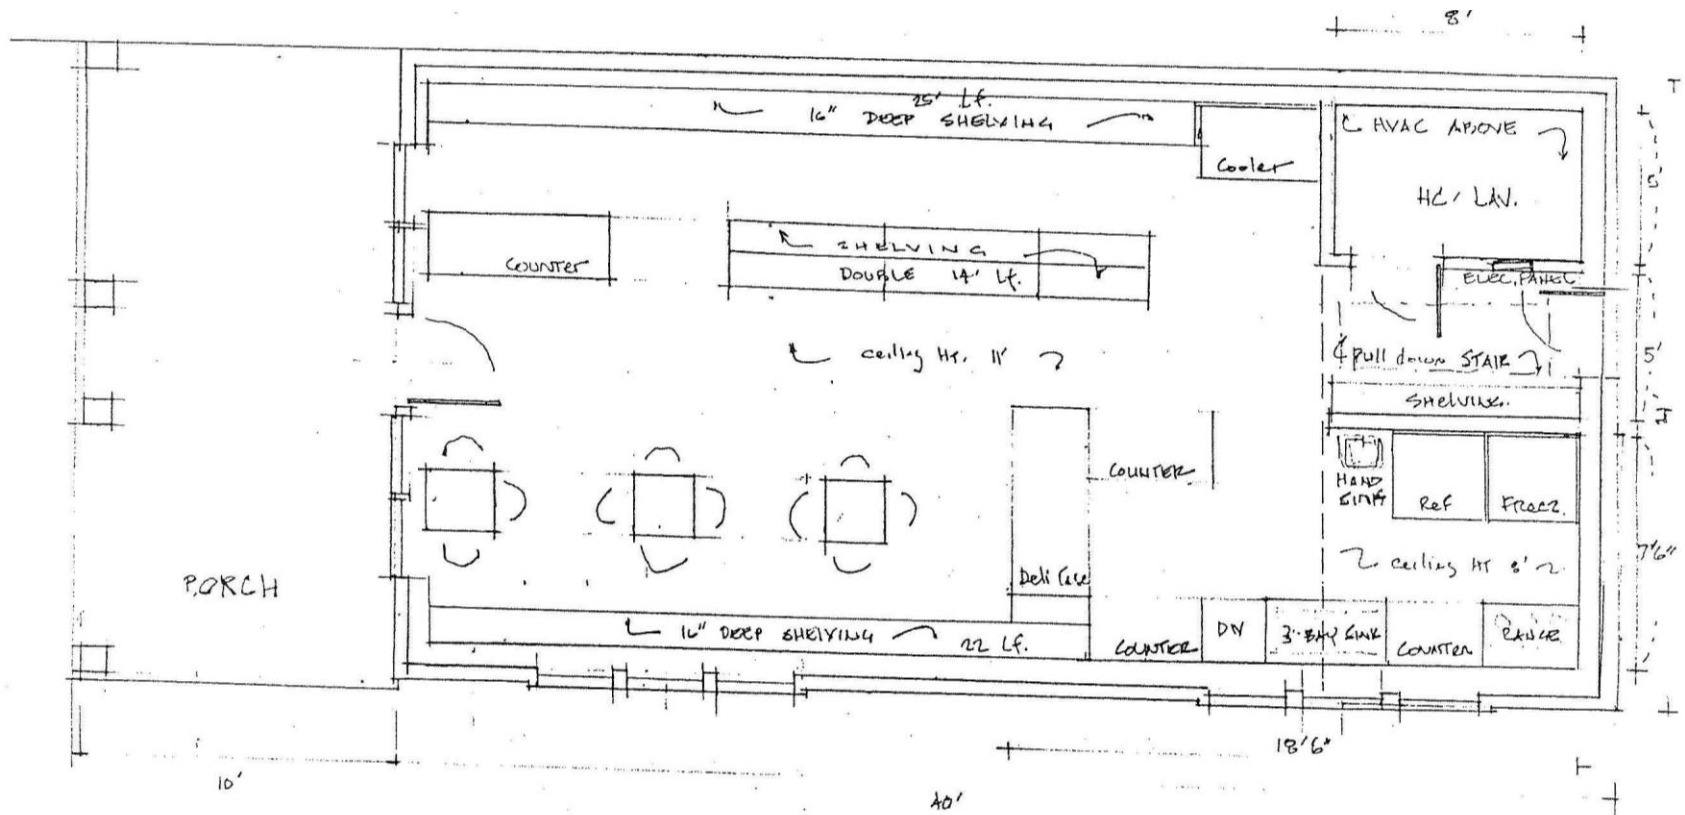 8'
25' Lf.
16" DEEP SHELVING
HVAC ABOVE
Cooler
5'
HC/ LAV.
SHELVING
COUNTER
DOUBLE 14' Lf.
ELEC. PANEL
ceiling HT. 11'
pull down STAIR
5'
SHELVING.
COUNTER
HAND
SINK
Ref
Freez.
7'6"
ceiling HT 8'
PORCH
Deli Case
16" DEEP SHELVING
22 Lf.
COUNTER
DW
3-BAY SINK
COUNTER
RANGE
18'6"
10'
40'